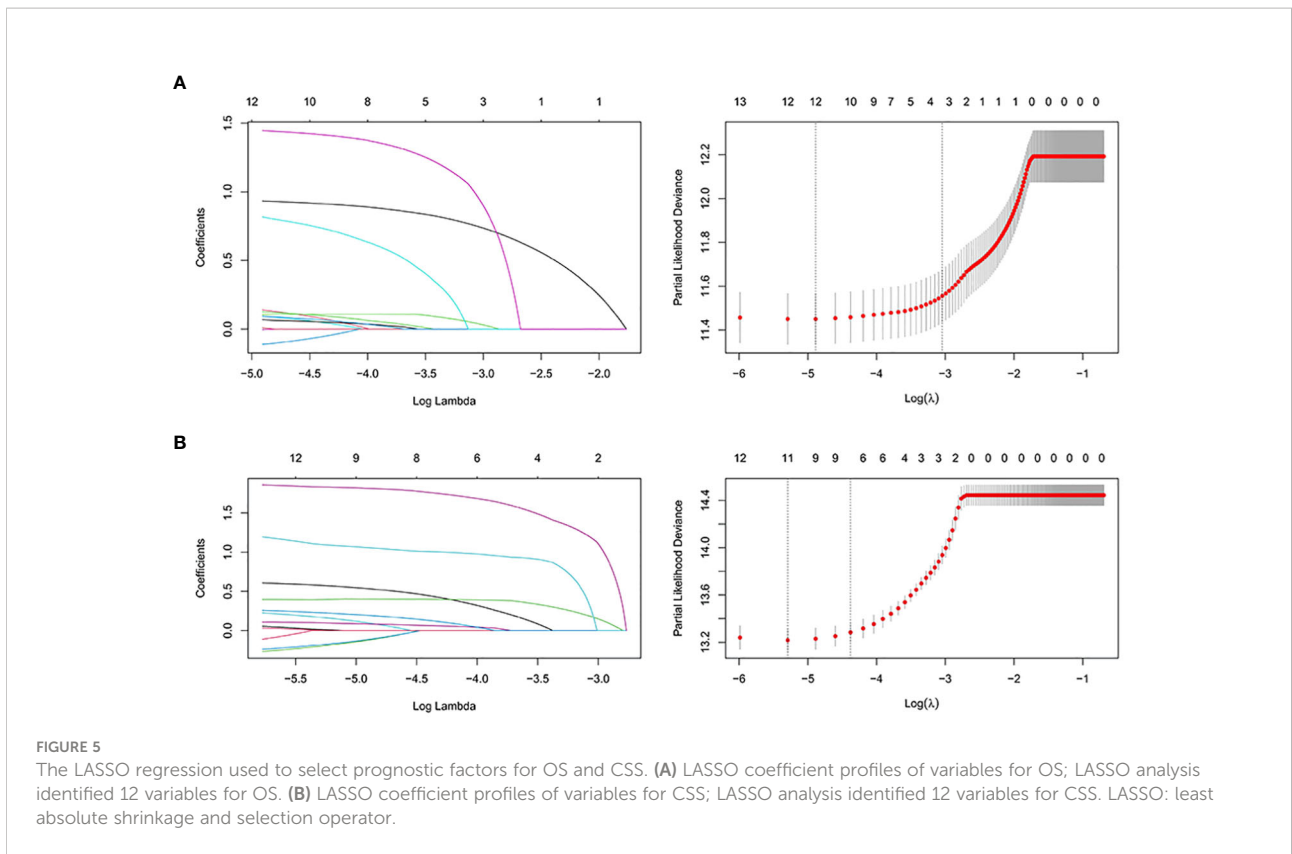 A
12 10 8 5 3 1 1
1.5
1.0
0.5
0.0
Coefficients
−5.0 −4.5 −4.0 −3.5 −3.0 −2.5 −2.0
Log Lambda
13 12 12 10 9 7 5 4 3 2 1 1 1 0 0 0 0
12.2
12.0
11.8
11.6
11.4
Partial Likelihood Deviance
−6 −5 −4 −3 −2 −1
Log(λ)
B
12 9 8 6 4 2
1.5
1.0
0.5
0.0
Coefficients
−5.5 −5.0 −4.5 −4.0 −3.5 −3.0
Log Lambda
12 11 9 9 6 6 4 3 3 2 0 0 0 0 0 0 0 0 0
14.4
14.0
13.6
13.2
Partial Likelihood Deviance
−6 −5 −4 −3 −2 −1
Log(λ)
FIGURE 5
The LASSO regression used to select prognostic factors for OS and CSS. (A) LASSO coefficient profiles of variables for OS; LASSO analysis
identified 12 variables for OS. (B) LASSO coefficient profiles of variables for CSS; LASSO analysis identified 12 variables for CSS. LASSO: least
absolute shrinkage and selection operator.